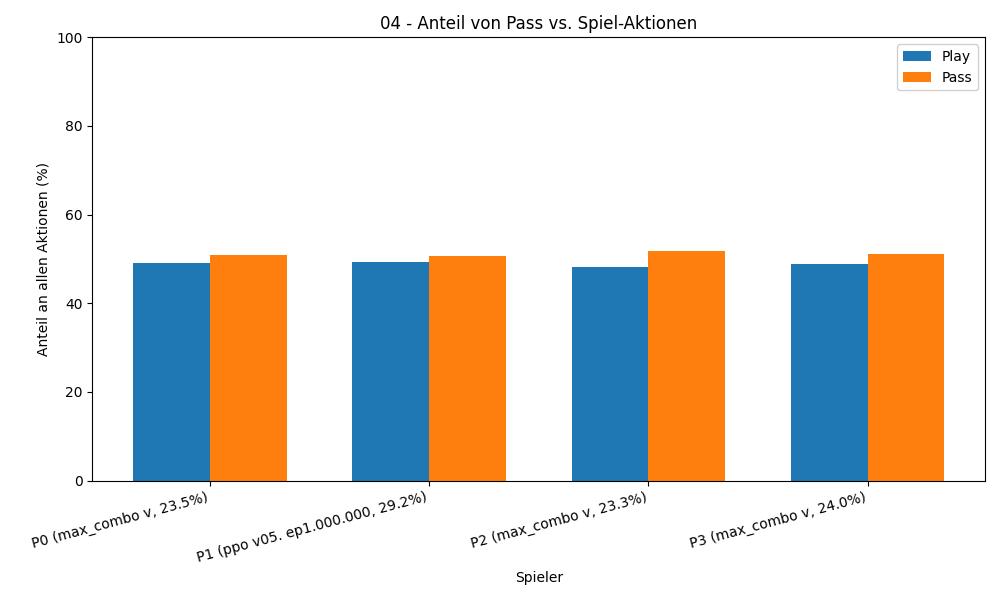 04 - Anteil von Pass vs. Spiel-Aktionen
Play
Pass
Anteil an allen Aktionen (%)
100
80
60
40
20
0
P0 (max_combo v, 23.5%)
P1 (ppo v05. ep1.000.000, 29.2%)
P2 (max_combo v, 23.3%)
P3 (max_combo v, 24.0%)
Spieler